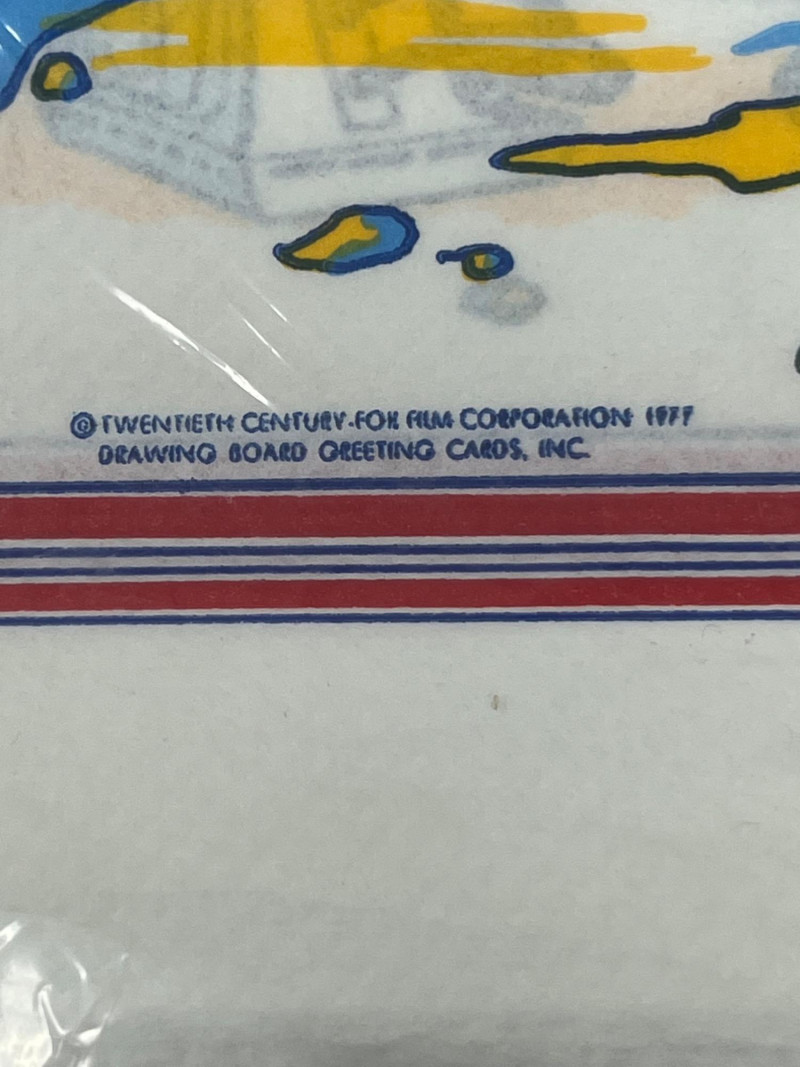 © TWENTIETH CENTURY-FOX FILM CORPORATION 1977
DRAWING BOARD GREETING CARDS, INC.